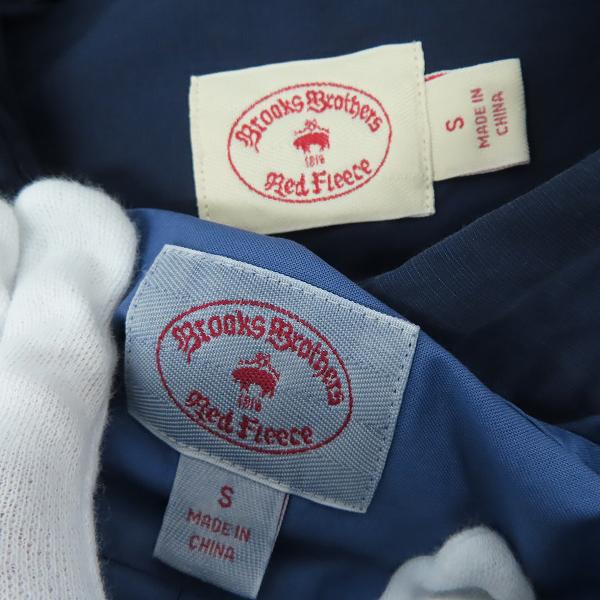 Brooks Brothers
1818
Red Fleece
S
MADE IN
CHINA
Brooks Brothers
1818
Red Fleece
S
MADE IN
CHINA